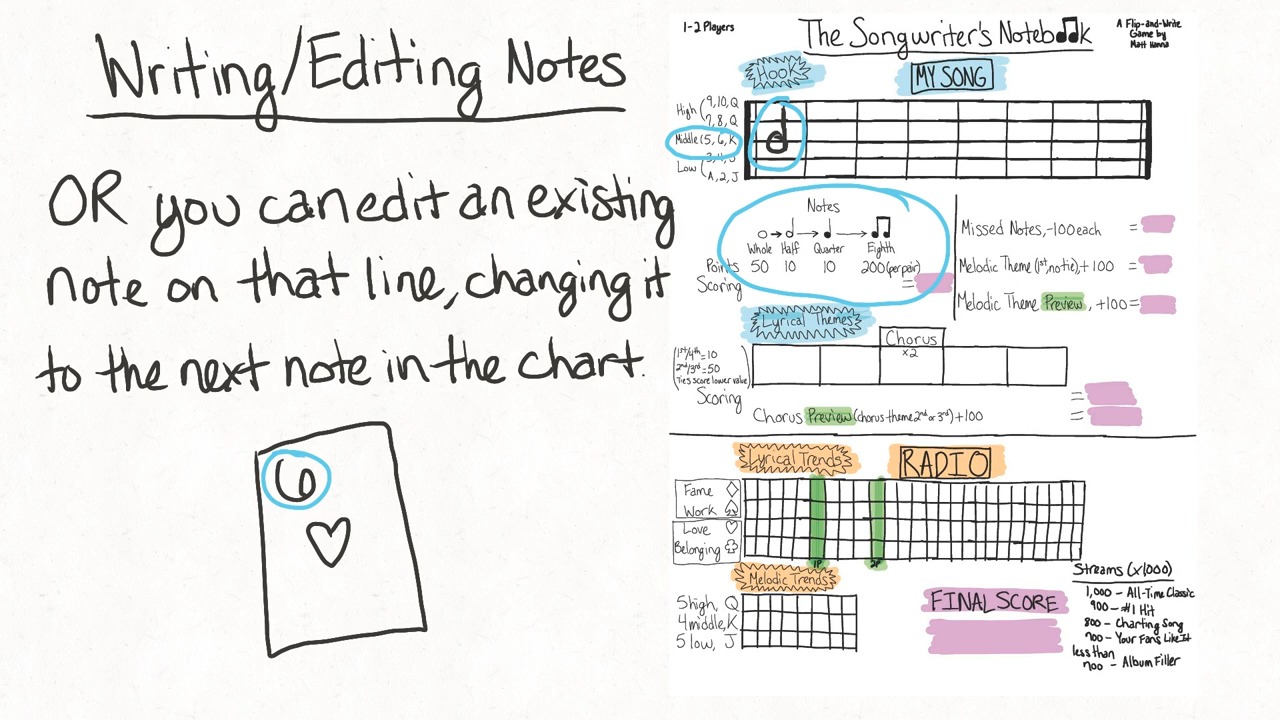 Writing/Editing Notes
OR you can edit an existing
note on that line, changing it
to the next note in the chart.
6
1-2 Players
The Songwriter's Notebook
A Flip-and-Write
Game by
Matt Hanna
HOOK
MY SONG
High (9, 10, Q
7, 8, Q
Middle (5, 6, K
3, 4, J
Low (A, 2, J
Notes
Whole Half Quarter Eighth
Points 50 10 10 200 (per pair)
Scoring =
Missed Notes, -100 each =
Melodic Theme (1st, no tie), +100 =
Melodic Theme Preview, +100 =
Lyrical Themes
Chorus
x2
1st/4th = 10
2nd/3rd = 50
(Ties score lower value)
Scoring
=
Chorus Preview (chorus theme 2nd or 3rd) +100 =
Lyrical Trends
RADIO
Fame
Work
Love
Belonging
1P 2P
Melodic Trends
5 high, Q
4 middle, K
5 low, J
FINAL SCORE
Streams (x1000)
1,000 - All-Time Classic
900 - #1 Hit
800 - Charting Song
700 - Your Fans Like It
less than
700 - Album Filler